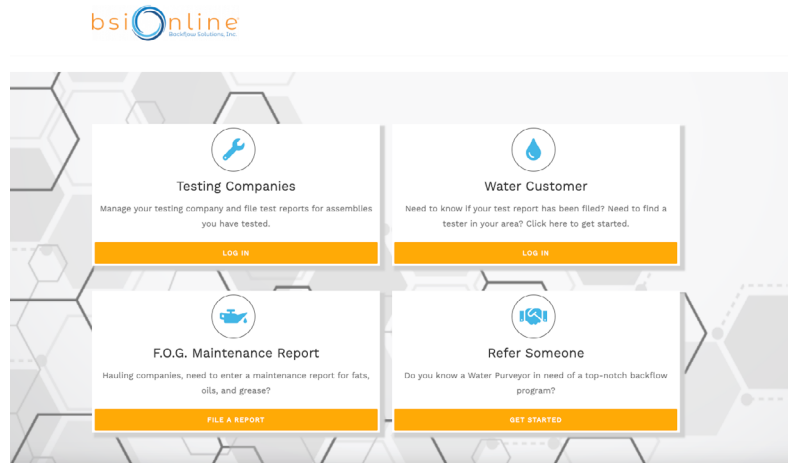 bsiOnline
Backflow Solutions, Inc.
Testing Companies
Manage your testing company and file test reports for assemblies
you have tested.
LOG IN
Water Customer
Need to know if your test report has been filed? Need to find a
tester in your area? Click here to get started.
LOG IN
F.O.G. Maintenance Report
Hauling companies, need to enter a maintenance report for fats,
oils, and grease?
FILE A REPORT
Refer Someone
Do you know a Water Purveyor in need of a top-notch backflow
program?
GET STARTED